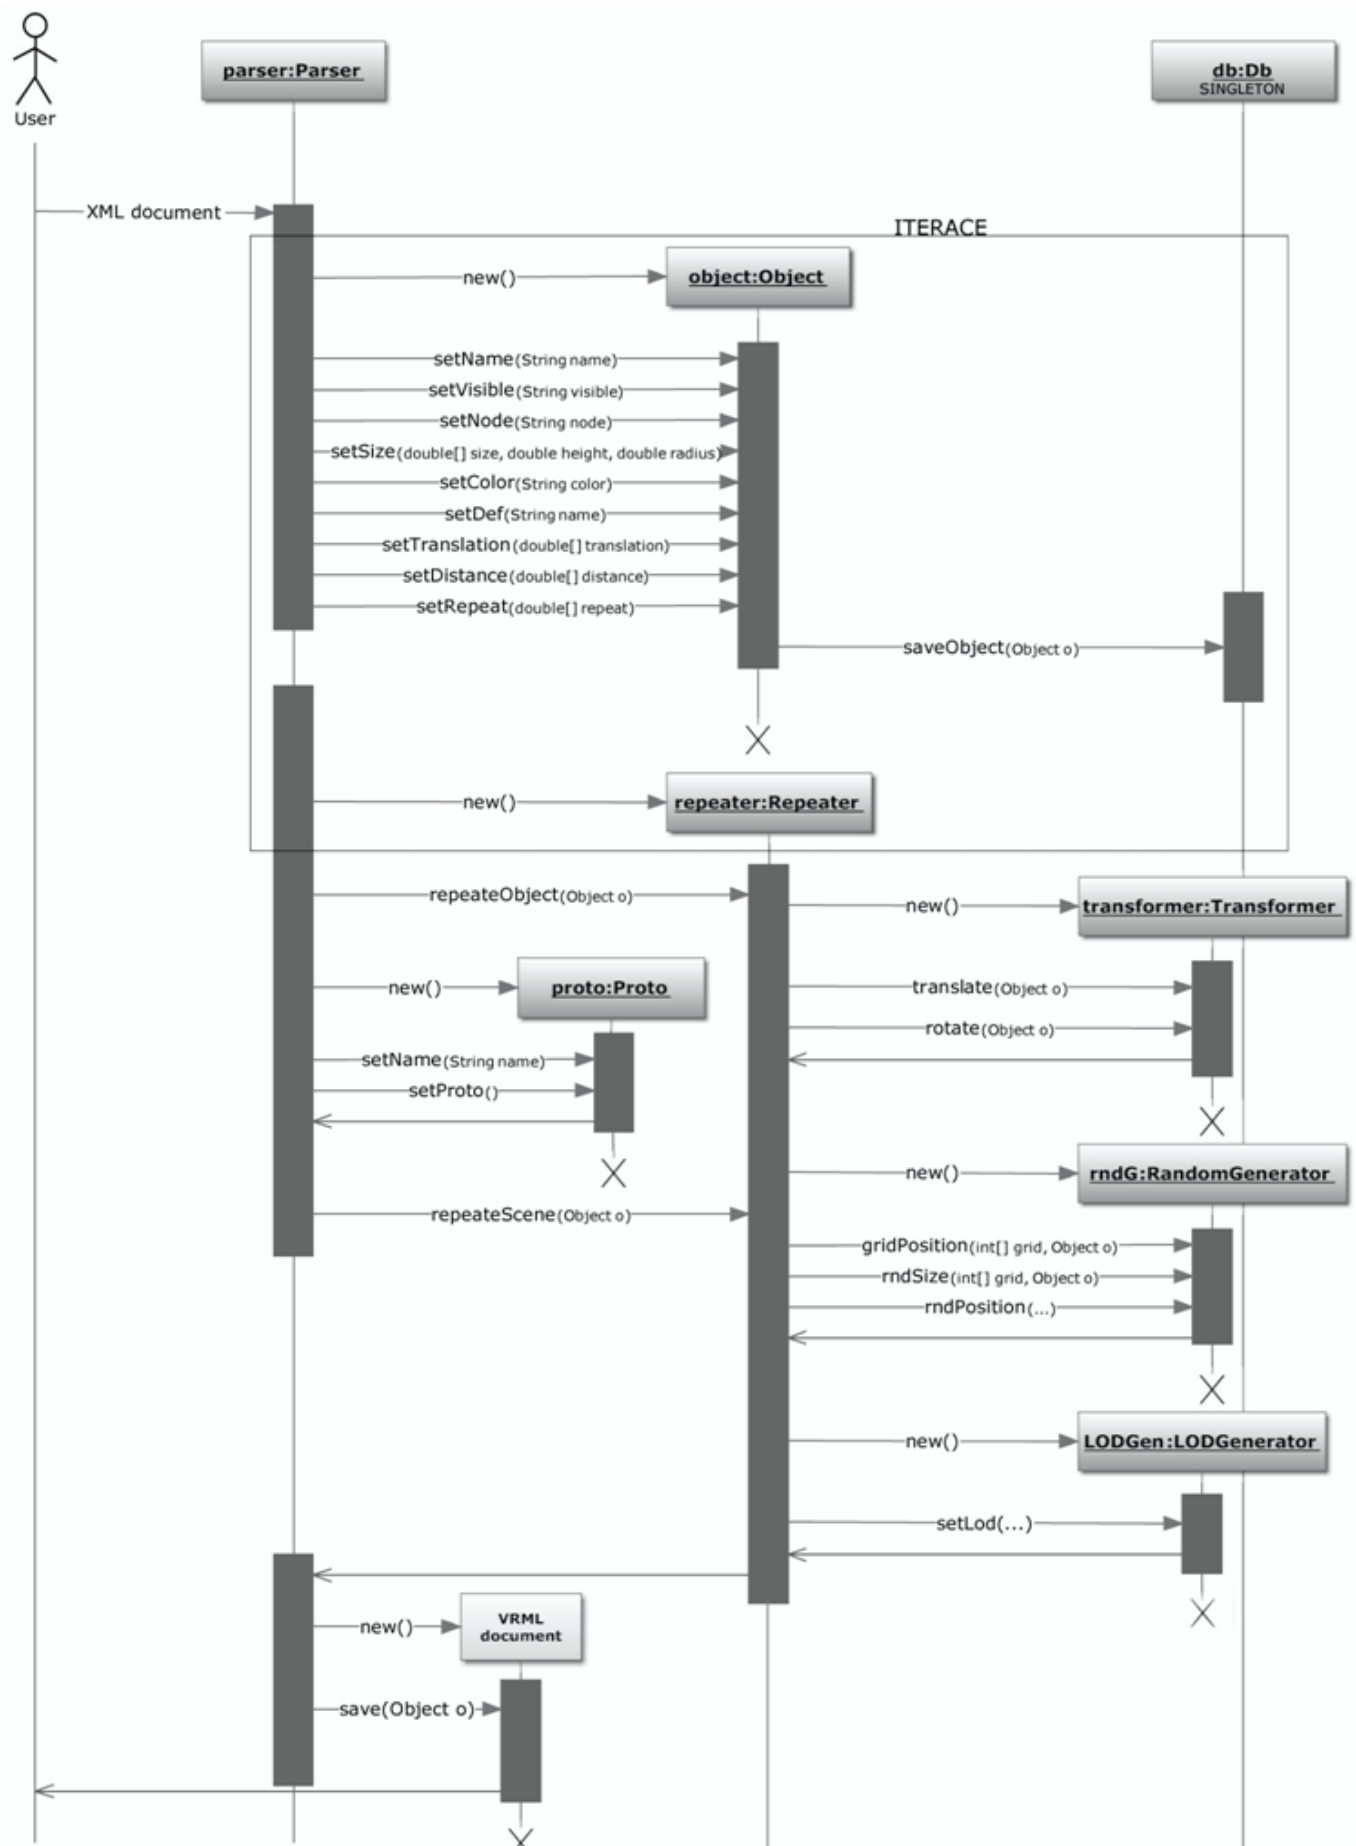 User
parser:Parser
db:Db
SINGLETON
XML document
ITERACE
new()
object:Object
setName(String name)
setVisible(String visible)
setNode(String node)
setSize(double[] size, double height, double radius)
setColor(String color)
setDef(String name)
setTranslation(double[] translation)
setDistance(double[] distance)
setRepeat(double[] repeat)
saveObject(Object o)
new()
repeater:Repeater
repeateObject(Object o)
new()
transformer:Transformer
new()
proto:Proto
translate(Object o)
rotate(Object o)
setName(String name)
setProto()
new()
rndG:RandomGenerator
repeateScene(Object o)
gridPosition(int[] grid, Object o)
rndSize(int[] grid, Object o)
rndPosition(...)
new()
LODGen:LODGenerator
setLod(...)
new()
VRML
document
save(Object o)